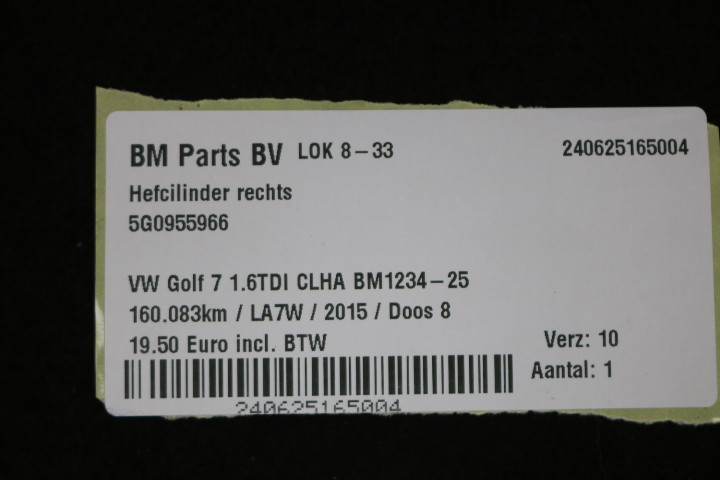 BM Parts BV LOK 8-33 240625165004
Hefcilinder rechts
5G0955966
VW Golf 7 1.6TDI CLHA BM1234-25
160.083km / LA7W / 2015 / Doos 8
19.50 Euro incl. BTW Verz: 10
Aantal: 1
240625165004